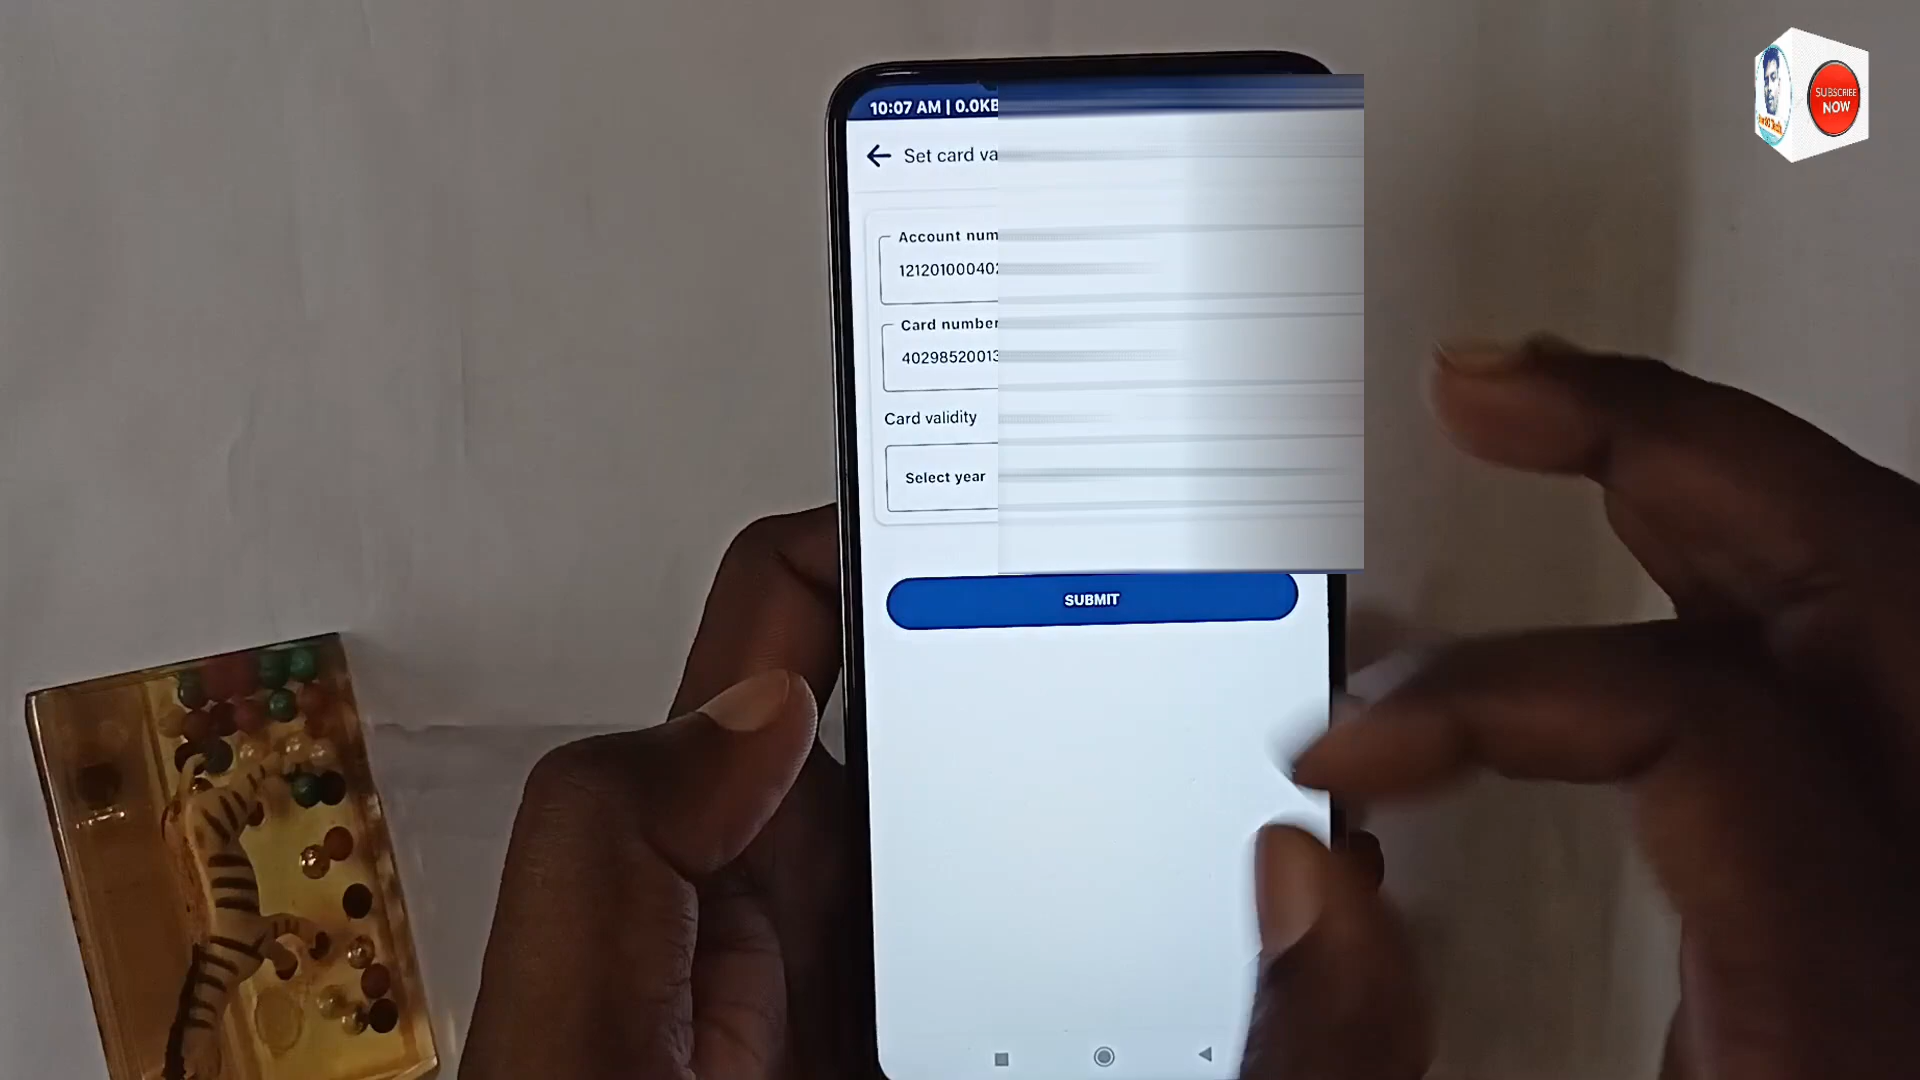 SUBSCRIBE
NOW
10:07 AM | 0.0KB
Set card va
Account num
121201000402
Card number
40298520013
Card validity
Select year
SUBMIT